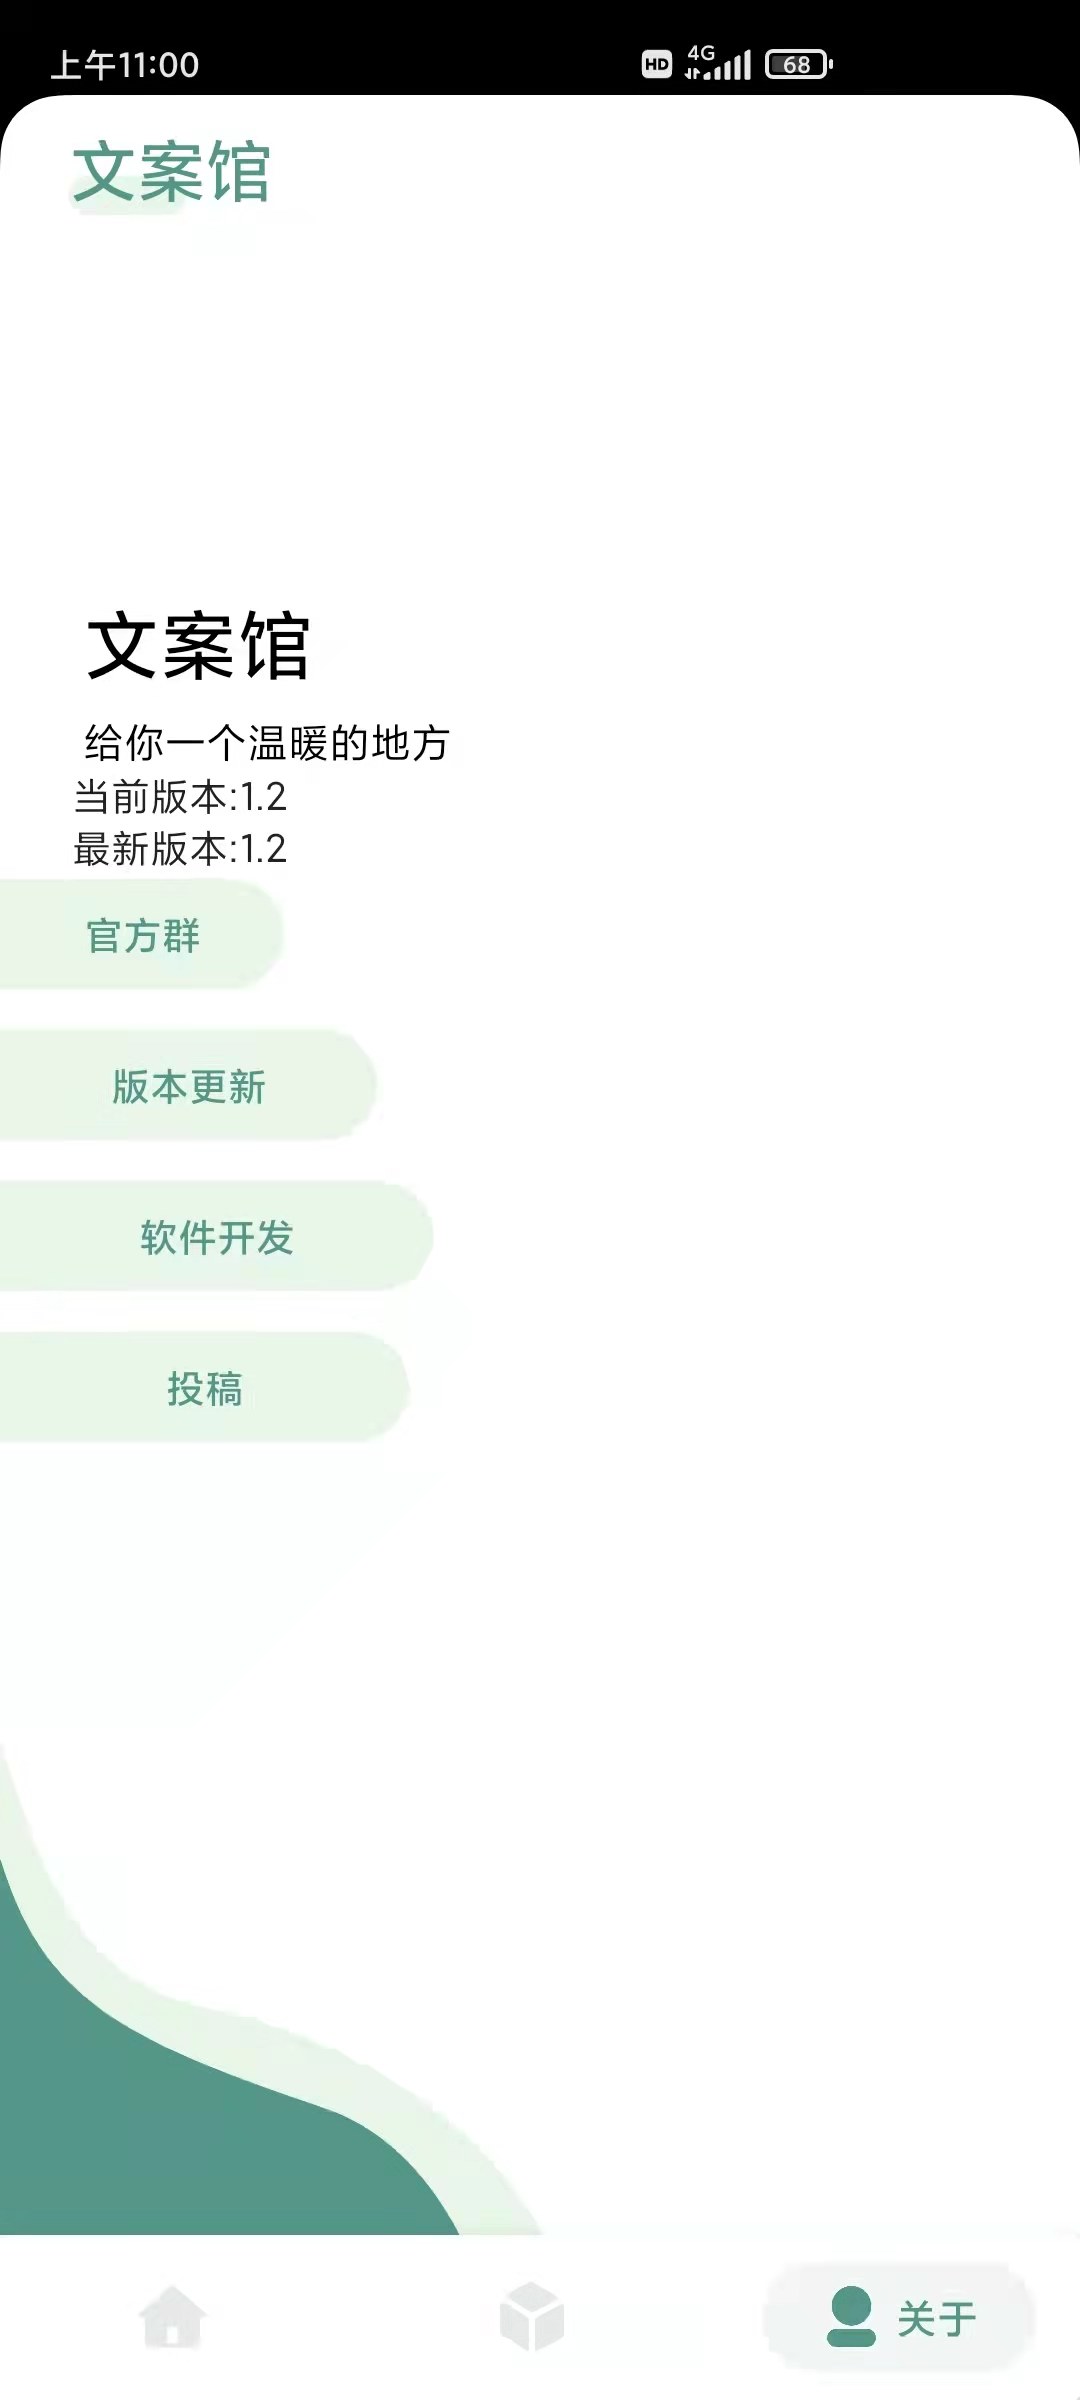 上午11:00
HD 4G 68
文案馆
文案馆
给你一个温暖的地方
当前版本:1.2
最新版本:1.2
官方群
版本更新
软件开发
投稿
关于